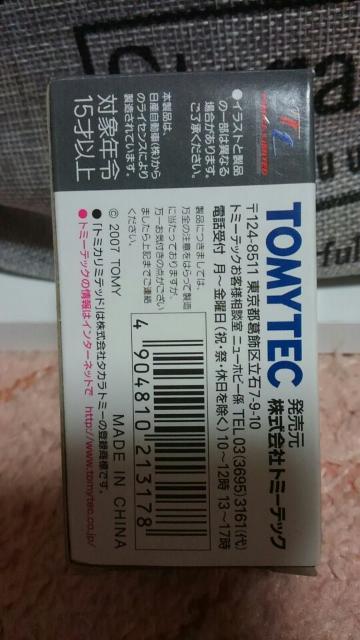 TL
TOMICA LIMITED
●イラストと製品
の一部は異なる
場合があります。
ご了承ください。
本製品は、
日産自動車(株)から
のライセンスにより
製造されています。
対象年令
15才以上
TOMYTEC
発売元
株式会社トミーテック
〒124-8511 東京都葛飾区立石7-9-10
トミーテックお客様相談室 ニューホビー係 TEL 03(3695)3161(代)
電話受付 月〜金曜日(祝・祭・休日を除く)10〜12時 13〜17時
製品につきましては、
万全の注意をはらって製造
に当たっておりますが、
万一お気付きの点がござい
ましたら上記までご連絡
ください。
© 2007 TOMY
4 904810 213178
MADE IN CHINA
●「トミカリミテッド」は株式会社タカラトミーの登録商標です。
●トミーテックの情報はインターネットで http://www.tomytec.co.jp/